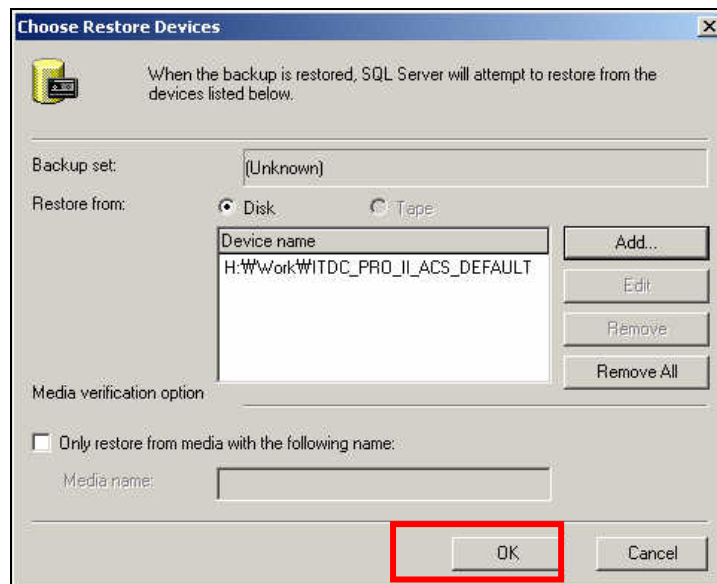 Choose Restore Devices
When the backup is restored, SQL Server will attempt to restore from the
devices listed below.
Backup set:
(Unknown)
Restore from:
Disk
Tape
Device name
H:₩Work₩ITDC_PRO_II_ACS_DEFAULT
Add...
Edit
Remove
Remove All
Media verification option
Only restore from media with the following name:
Media name:
OK
Cancel